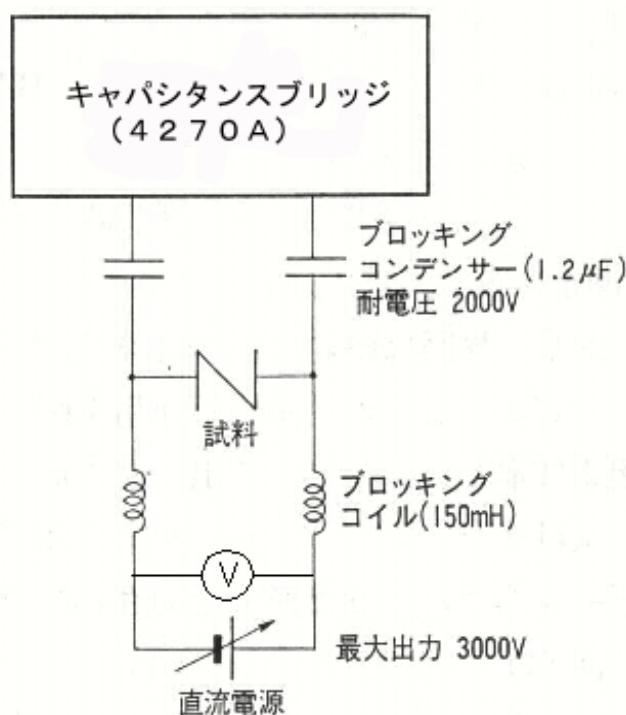 キャパシタンスブリッジ
(4270A)
ブロッキング
コンデンサー(1.2μF)
耐電圧 2000V
試料
ブロッキング
コイル(150mH)
V
最大出力 3000V
直流電源